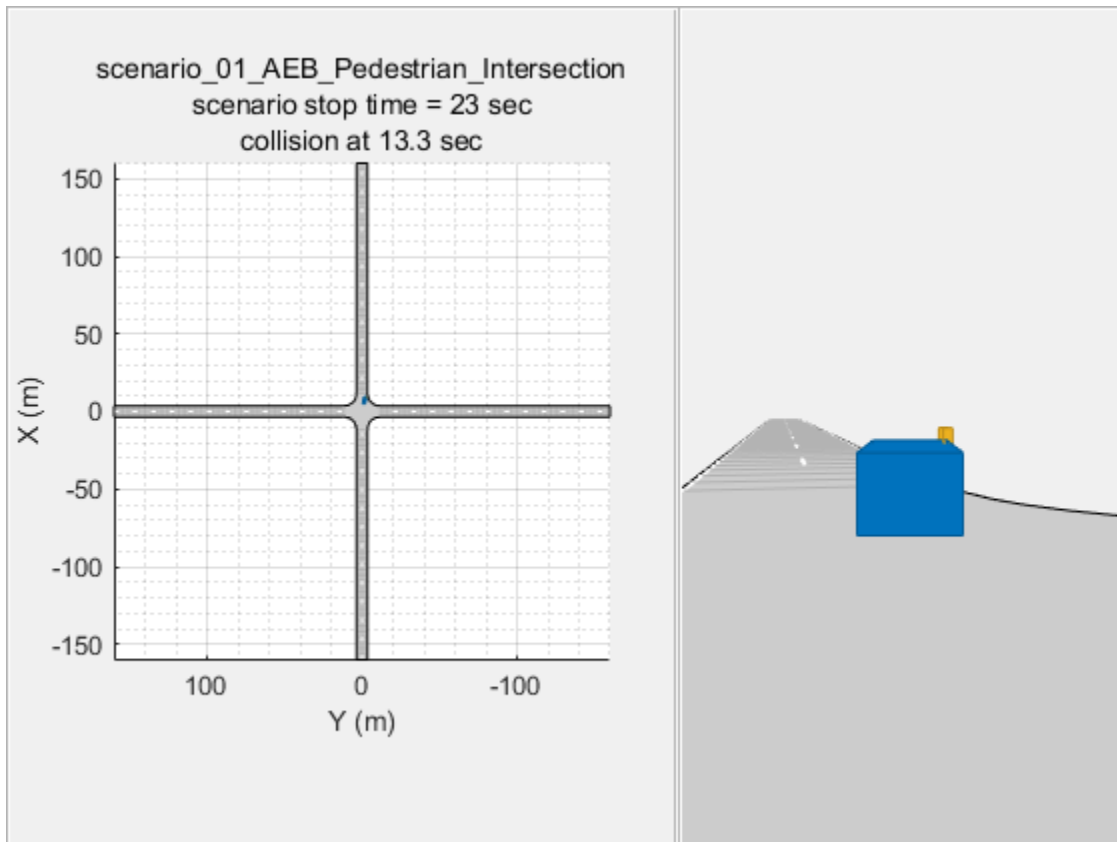 scenario_01_AEB_Pedestrian_Intersection
scenario stop time = 23 sec
collision at 13.3 sec
150
100
50
0
-50
-100
-150
X (m)
100
0
-100
Y (m)